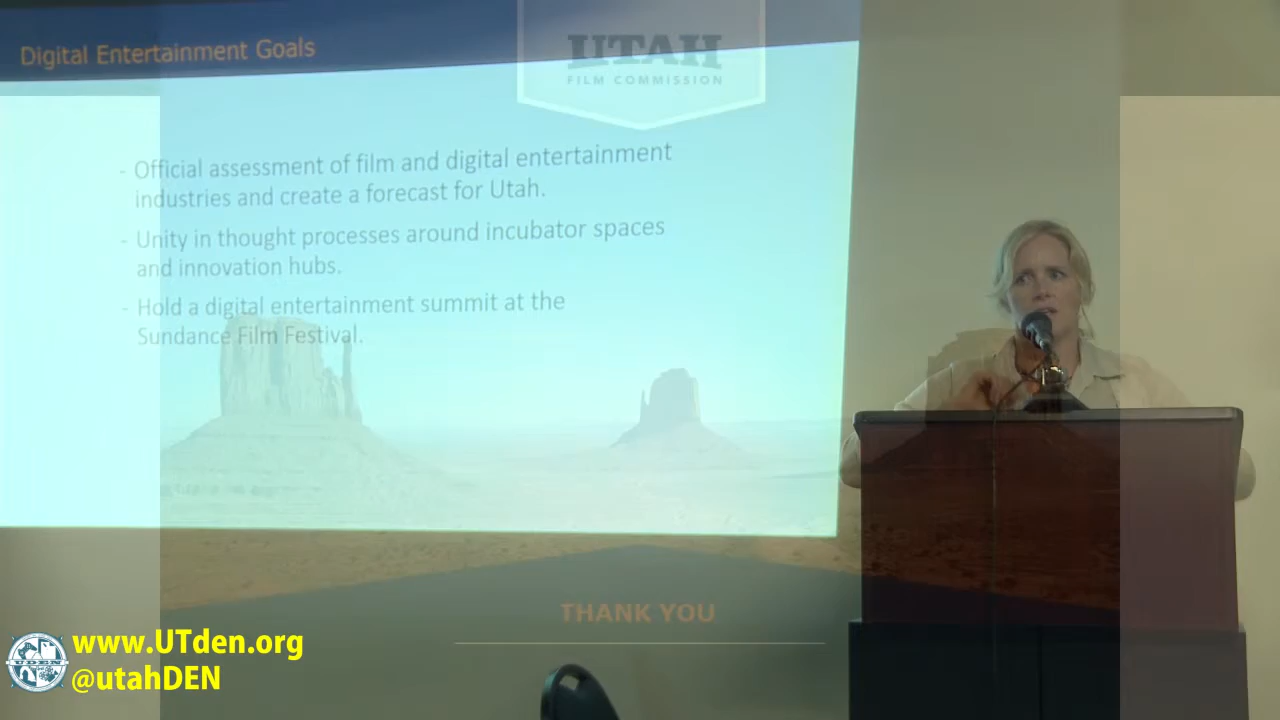 Digital Entertainment Goals
UTAH
FILM COMMISSION
- Official assessment of film and digital entertainment
industries and create a forecast for Utah.
- Unity in thought processes around incubator spaces
and innovation hubs.
- Hold a digital entertainment summit at the
Sundance Film Festival.
THANK YOU
UDEN
www.UTden.org
@utahDEN